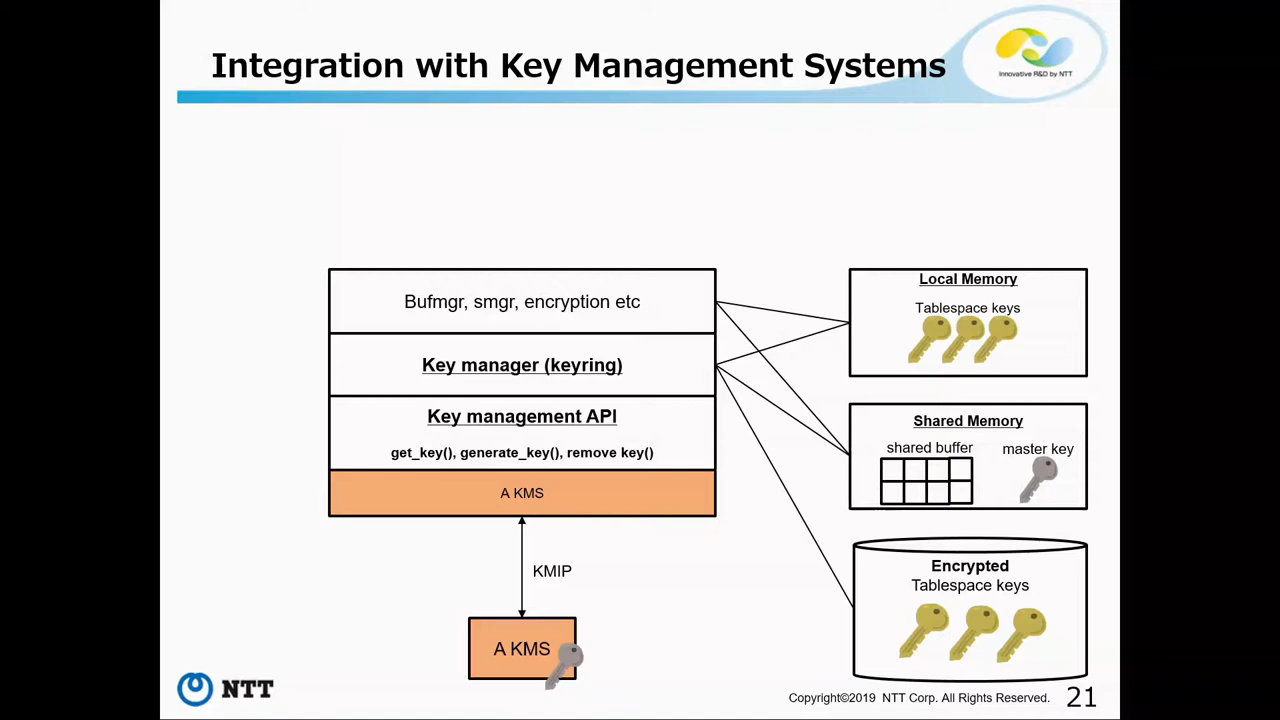 Integration with Key Management Systems
Innovative R&D by NTT
Bufmgr, smgr, encryption etc
Key manager (keyring)
Key management API
get_key(), generate_key(), remove key()
A KMS
KMIP
A KMS
Local Memory
Tablespace keys
Shared Memory
shared buffer
master key
Encrypted
Tablespace keys
NTT
Copyright©2019 NTT Corp. All Rights Reserved.
21